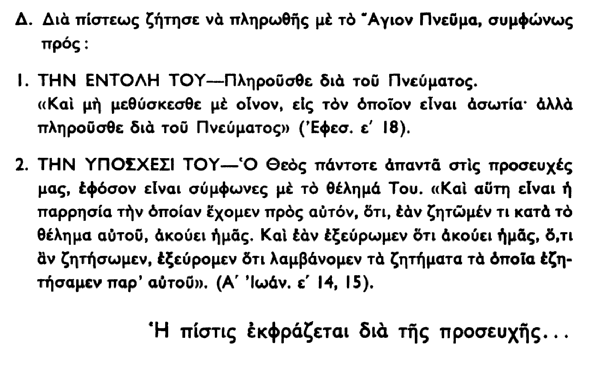 Δ. Διὰ πίστεως ζήτησε νὰ πληρωθῆς μὲ τὸ Ἅγιον Πνεῦμα, συμφώνως
πρός:
1. ΤΗΝ ΕΝΤΟΛΗ ΤΟΥ—Πληροῦσθε διὰ τοῦ Πνεύματος.
«Καὶ μὴ μεθύσκεσθε μὲ οἶνον, εἰς τὸν ὁποῖον εἶναι ἀσωτία· ἀλλὰ
πληροῦσθε διὰ τοῦ Πνεύματος» (Ἐφεσ. ε΄ 18).
2. ΤΗΝ ΥΠΟΣΧΕΣΙ ΤΟΥ—Ὁ Θεὸς πάντοτε ἀπαντᾶ στὶς προσευχές
μας, ἐφόσον εἶναι σύμφωνες μὲ τὸ θέλημά Του. «Καὶ αὕτη εἶναι ἡ
παρρησία τὴν ὁποίαν ἔχομεν πρὸς αὐτόν, ὅτι, ἐὰν ζητῶμέν τι κατὰ τὸ
θέλημα αὐτοῦ, ἀκούει ἡμᾶς. Καὶ ἐὰν ἐξεύρωμεν ὅτι ἀκούει ἡμᾶς, ὅ,τι
ἂν ζητήσωμεν, ἐξεύρομεν ὅτι λαμβάνομεν τὰ ζητήματα τὰ ὁποῖα ἐζη-
τήσαμεν παρ' αὐτοῦ». (Α΄ Ἰωάν. ε΄ 14, 15).
Ἡ πίστις ἐκφράζεται διὰ τῆς προσευχῆς...